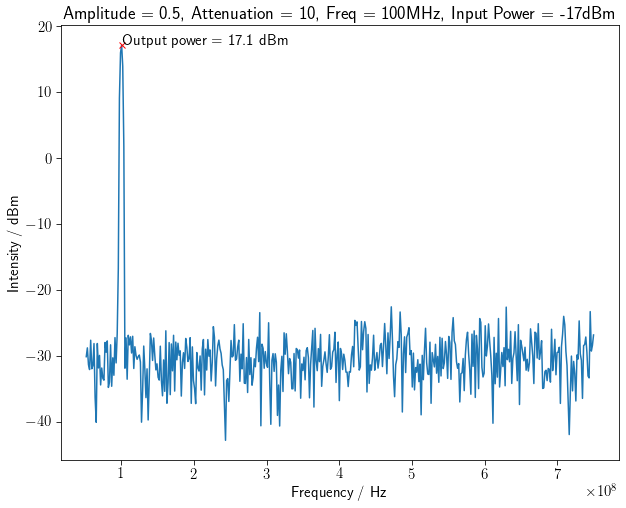 Amplitude = 0.5, Attenuation = 10, Freq = 100MHz, Input Power = -17dBm
20
Output power = 17.1 dBm
10
0
−10
−20
−30
−40
Intensity / dBm
1 2 3 4 5 6 7
×10⁸
Frequency / Hz